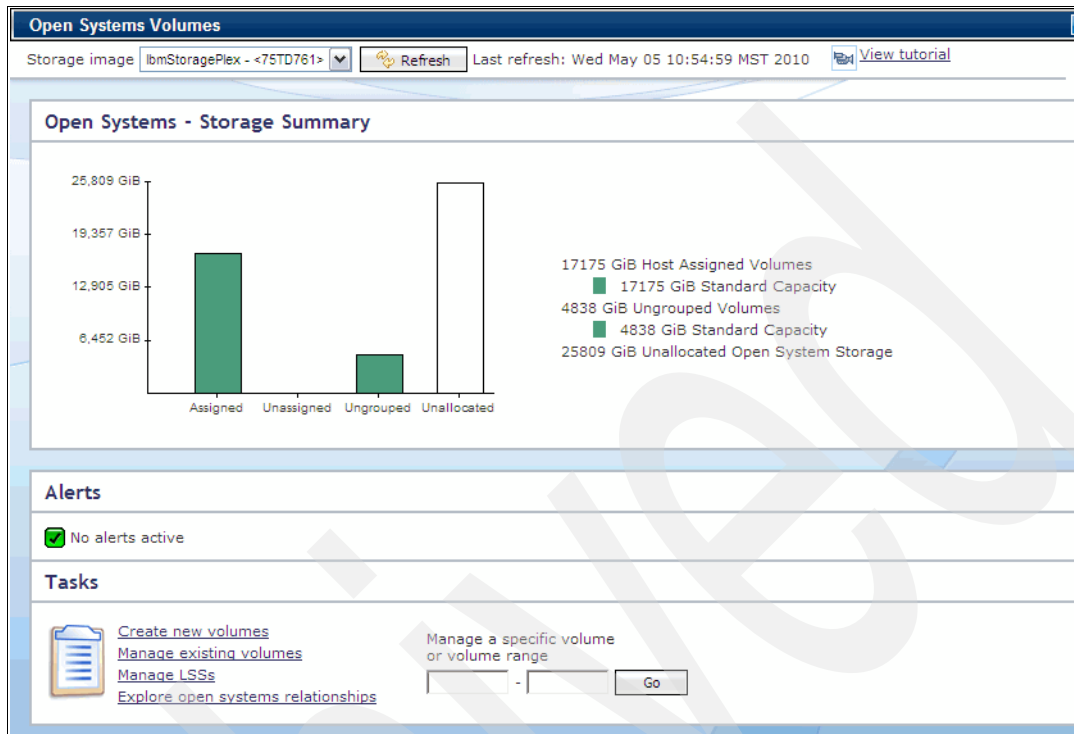 Open Systems Volumes
Storage image IbmStoragePlex - <75TD761> Refresh Last refresh: Wed May 05 10:54:59 MST 2010 View tutorial
Open Systems - Storage Summary
25,809 GiB
19,357 GiB
12,905 GiB
6,452 GiB
Assigned Unassigned Ungrouped Unallocated
17175 GiB Host Assigned Volumes
17175 GiB Standard Capacity
4838 GiB Ungrouped Volumes
4838 GiB Standard Capacity
25809 GiB Unallocated Open System Storage
Alerts
No alerts active
Tasks
Create new volumes
Manage existing volumes
Manage LSSs
Explore open systems relationships
Manage a specific volume
or volume range
- Go